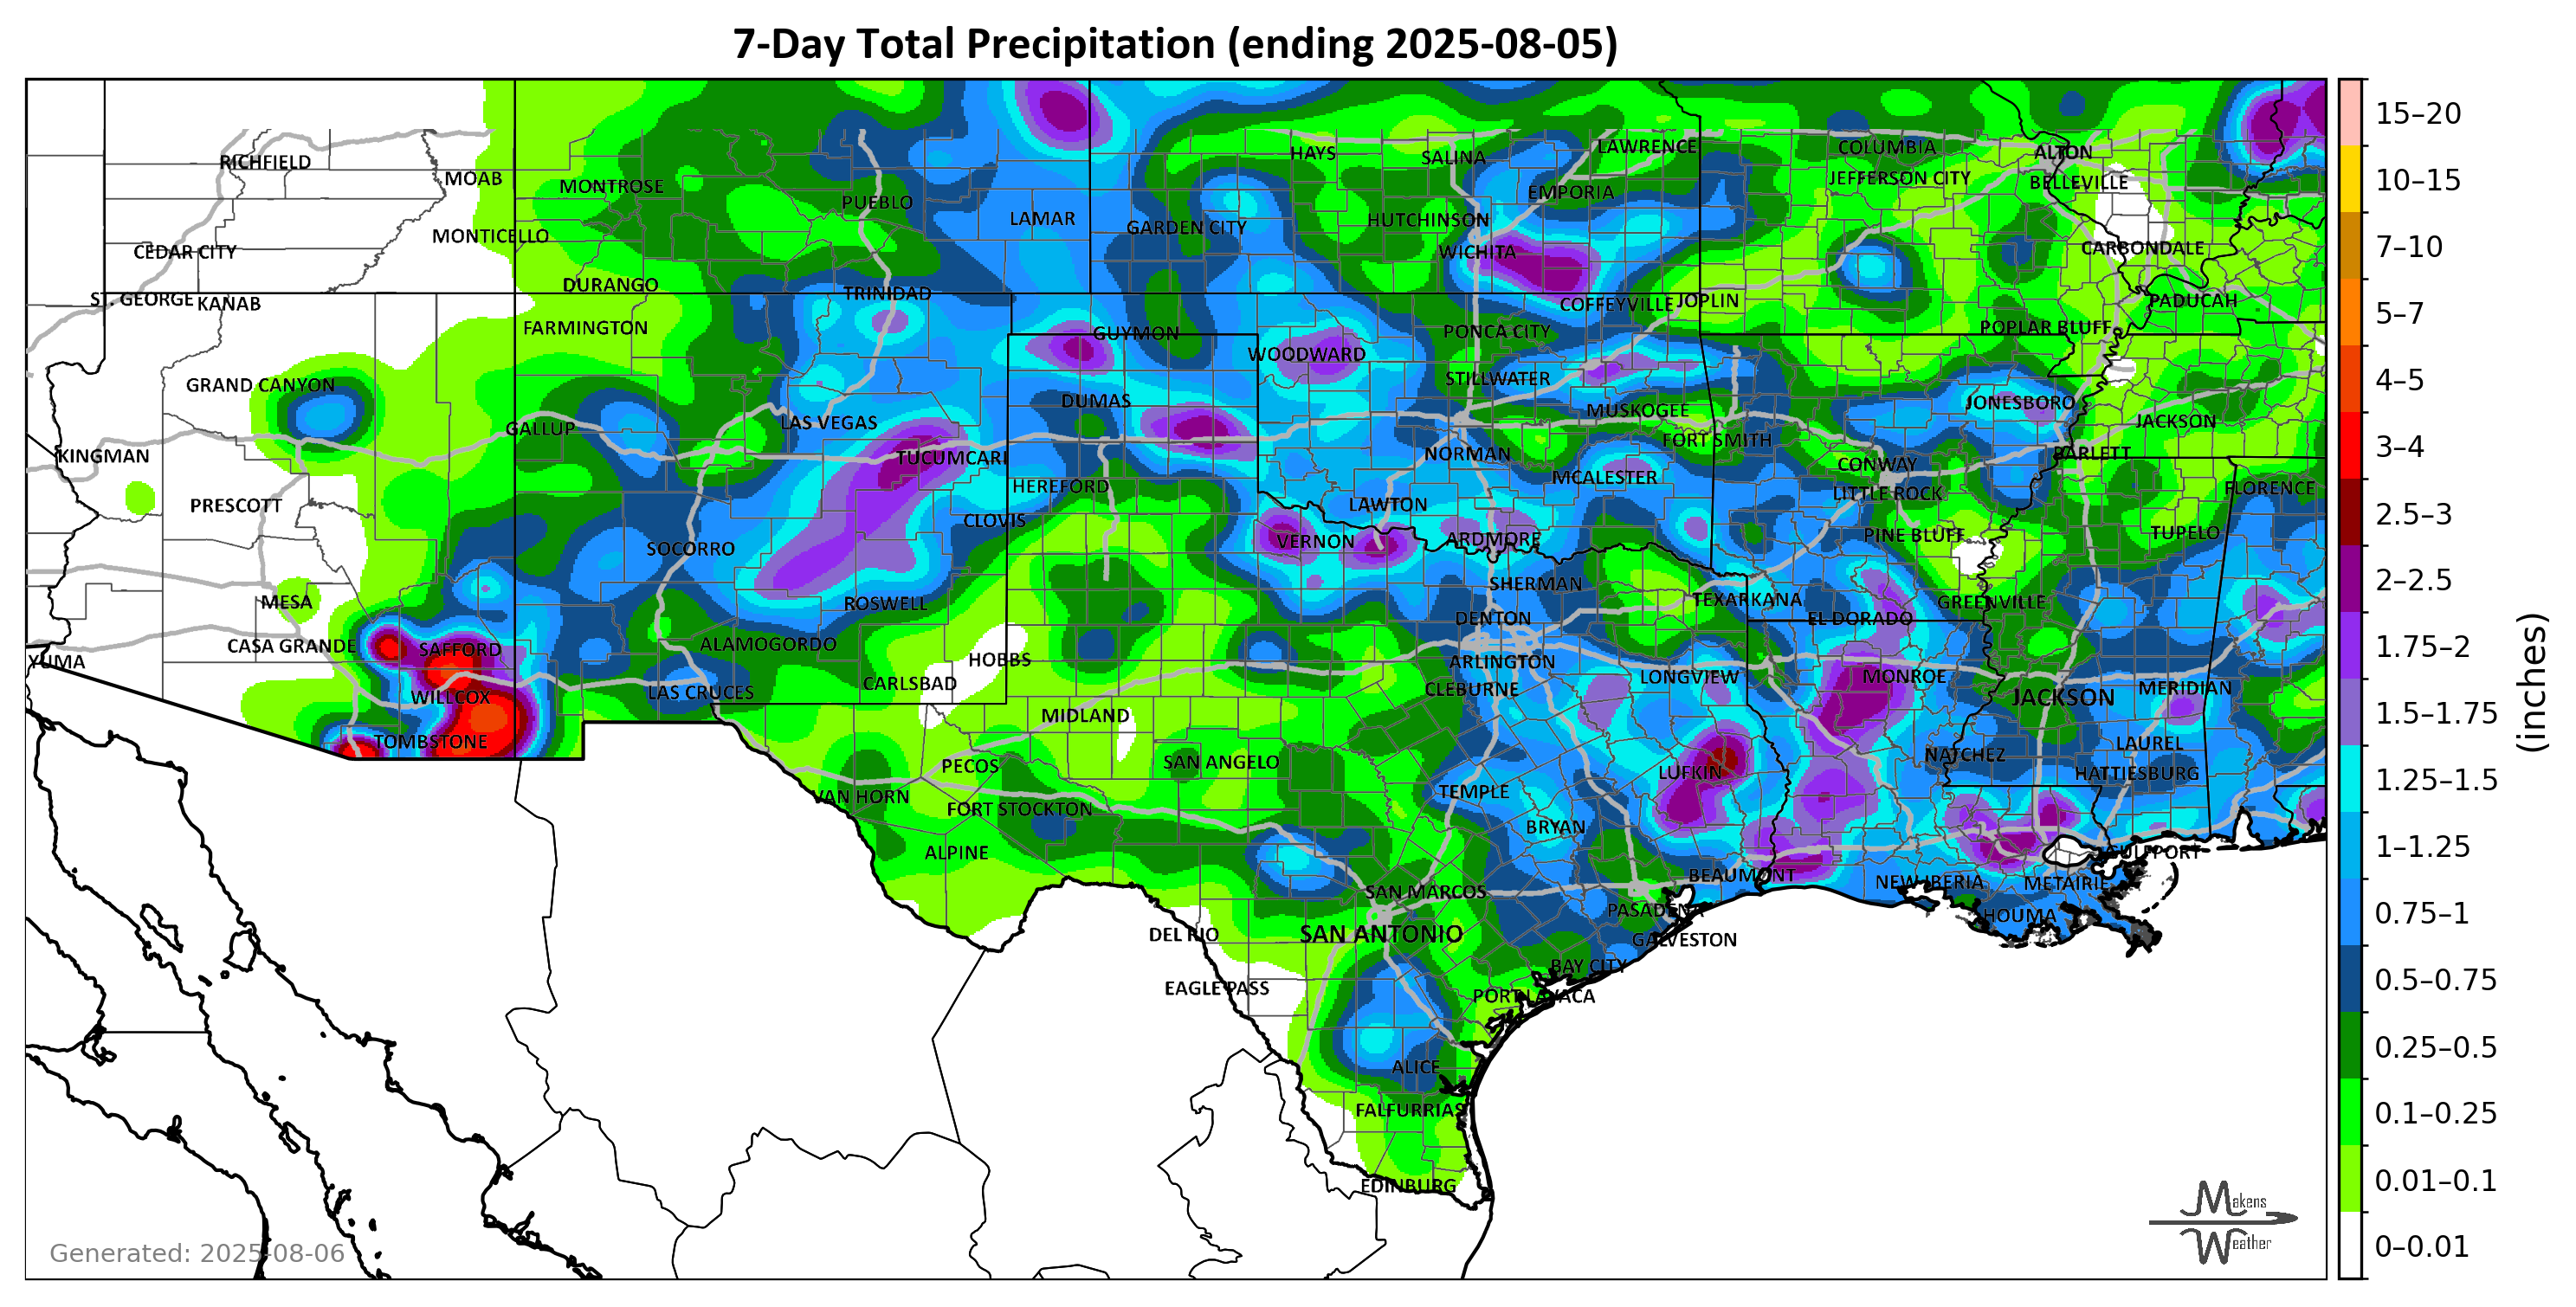 7-Day Total Precipitation (ending 2025-08-05)
RICHFIELD
MOAB
MONTROSE
PUEBLO
LAMAR
HAYS
SALINA
LAWRENCE
COLUMBIA
ALTON
JEFFERSON CITY
BELLEVILLE
EMPORIA
GARDEN CITY
HUTCHINSON
WICHITA
CARBONDALE
MONTICELLO
CEDAR CITY
ST. GEORGE
KANAB
DURANGO
TRINIDAD
COFFEYVILLE
JOPLIN
PADUCAH
FARMINGTON
GUYMON
PONCA CITY
POPLAR BLUFF
WOODWARD
GRAND CANYON
STILLWATER
DUMAS
JONESBORO
MUSKOGEE
LAS VEGAS
GALLUP
JACKSON
FORT SMITH
KINGMAN
TUCUMCARI
NORMAN
BARLETT
CONWAY
MCALESTER
HEREFORD
LITTLE ROCK
FLORENCE
PRESCOTT
LAWTON
CLOVIS
TUPELO
PINE BLUFF
VERNON
ARDMORE
SOCORRO
SHERMAN
MESA
ROSWELL
TEXARKANA
GREENVILLE
DENTON
EL DORADO
CASA GRANDE
SAFFORD
ALAMOGORDO
YUMA
HOBBS
ARLINGTON
LONGVIEW
MONROE
CARLSBAD
CLEBURNE
LAS CRUCES
WILLCOX
JACKSON
MERIDIAN
MIDLAND
TOMBSTONE
LAUREL
NATCHEZ
PECOS
SAN ANGELO
LUFKIN
HATTIESBURG
VAN HORN
TEMPLE
FORT STOCKTON
BRYAN
ALPINE
GULFPORT
BEAUMONT
NEW IBERIA
METAIRIE
SAN MARCOS
PASADENA
HOUMA
DEL RIO
SAN ANTONIO
GALVESTON
BAY CITY
EAGLE PASS
PORT LAVACA
ALICE
FALFURRIAS
EDINBURG
Generated: 2025-08-06
Makens
Weather
15–20
10–15
7–10
5–7
4–5
3–4
2.5–3
2–2.5
1.75–2
1.5–1.75
1.25–1.5
1–1.25
0.75–1
0.5–0.75
0.25–0.5
0.1–0.25
0.01–0.1
0–0.01
(inches)